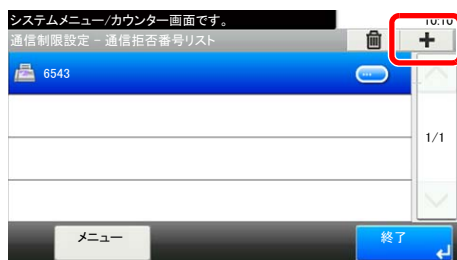 システムメニュー/カウンター画面です。
10:10
通信制限設定 - 通信拒否番号リスト
6543
1/1
メニュー
終了